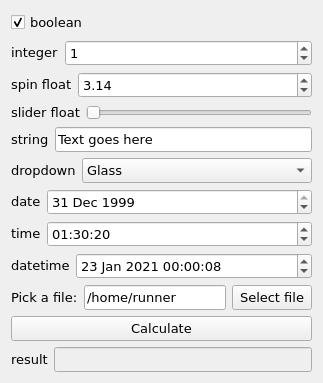 boolean
integer 1
spin float 3.14
slider float
string Text goes here
dropdown Glass
date 31 Dec 1999
time 01:30:20
datetime 23 Jan 2021 00:00:08
Pick a file: /home/runner Select file
Calculate
result